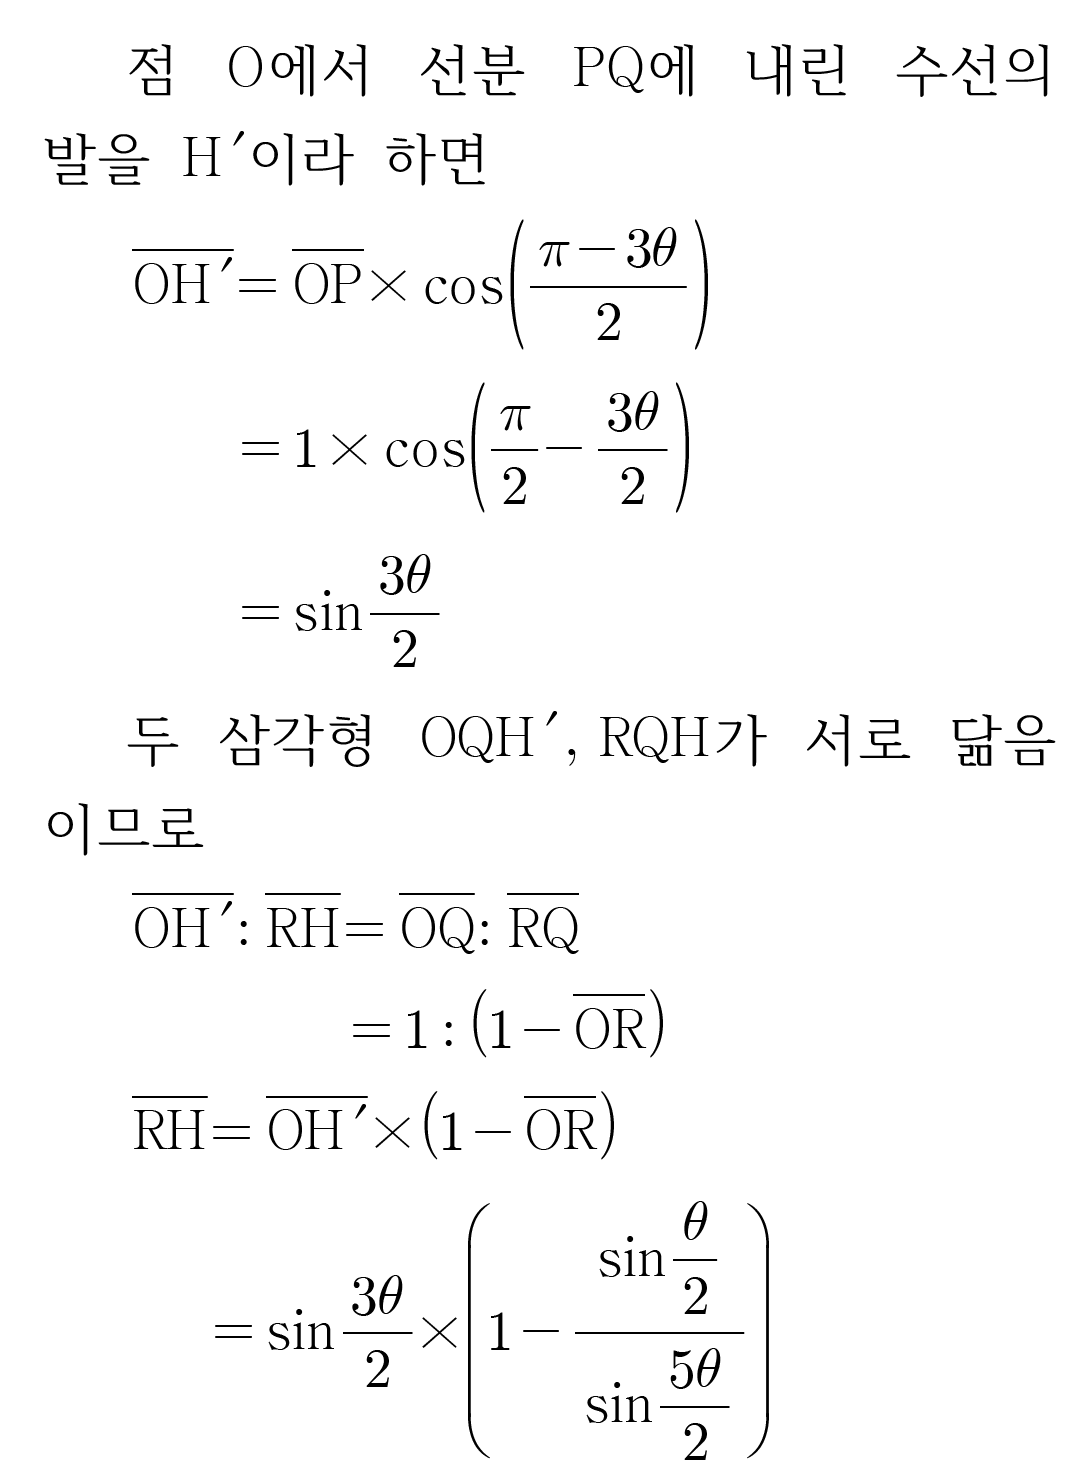 점 O에서 선분 PQ에 내린 수선의
발을 H′이라 하면
$\overline{OH'} = \overline{OP} \times \cos\left(\frac{\pi - 3\theta}{2}\right)$
$= 1 \times \cos\left(\frac{\pi}{2} - \frac{3\theta}{2}\right)$
$= \sin\frac{3\theta}{2}$
두 삼각형 OQH′, RQH가 서로 닮음
이므로
$\overline{OH'} : \overline{RH} = \overline{OQ} : \overline{RQ}$
$= 1 : (1 - \overline{OR})$
$\overline{RH} = \overline{OH'} \times (1 - \overline{OR})$
$= \sin\frac{3\theta}{2} \times \left(1 - \frac{\sin\frac{\theta}{2}}{\sin\frac{5\theta}{2}}\right)$